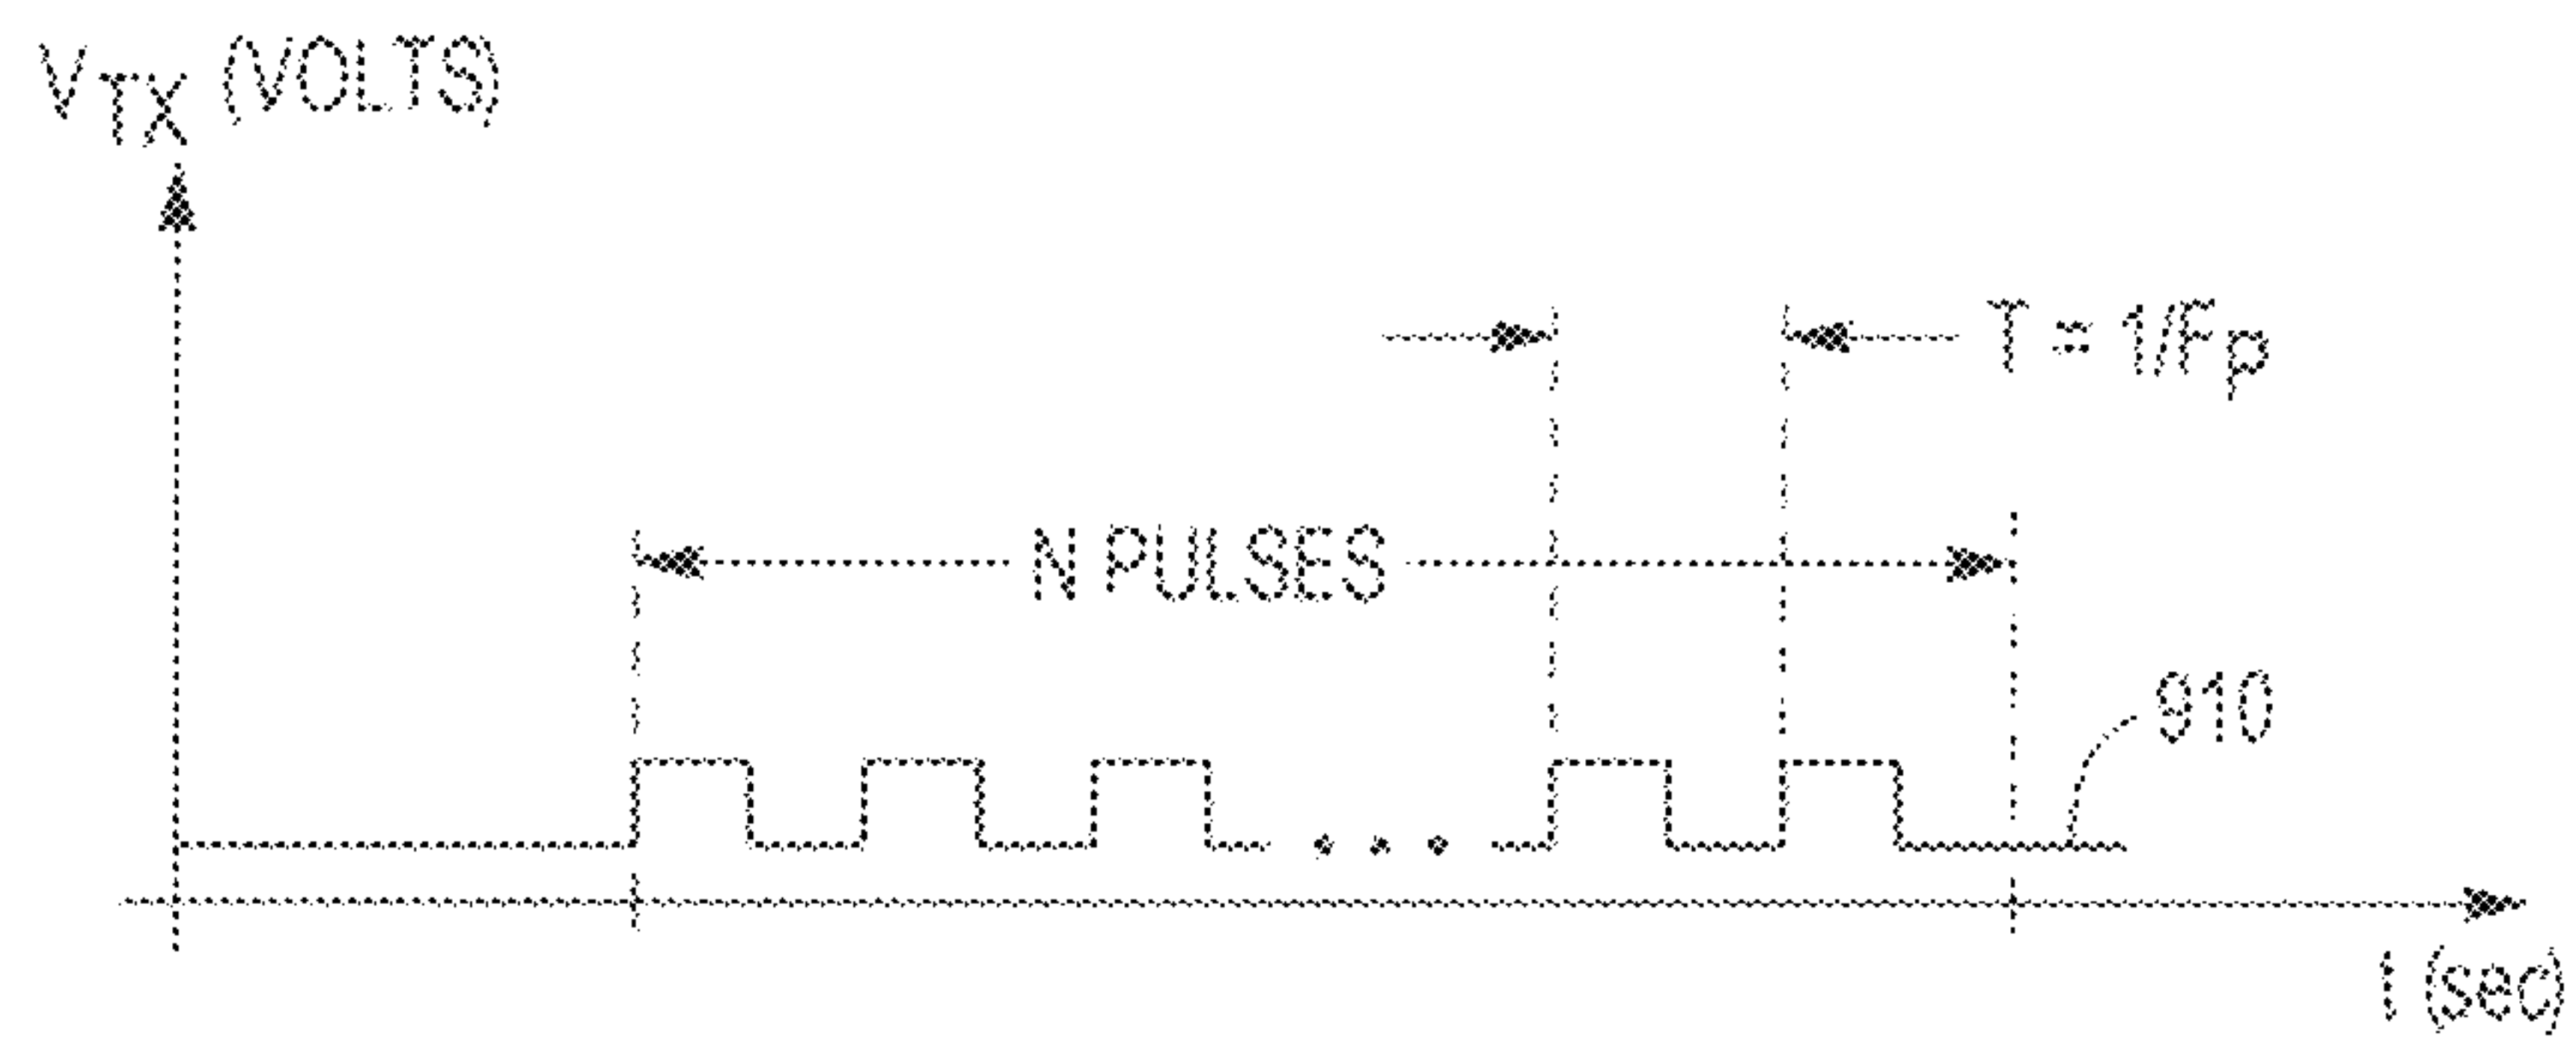 VTX (VOLTS)
T = 1/Fp
N PULSES
910
t (sec)